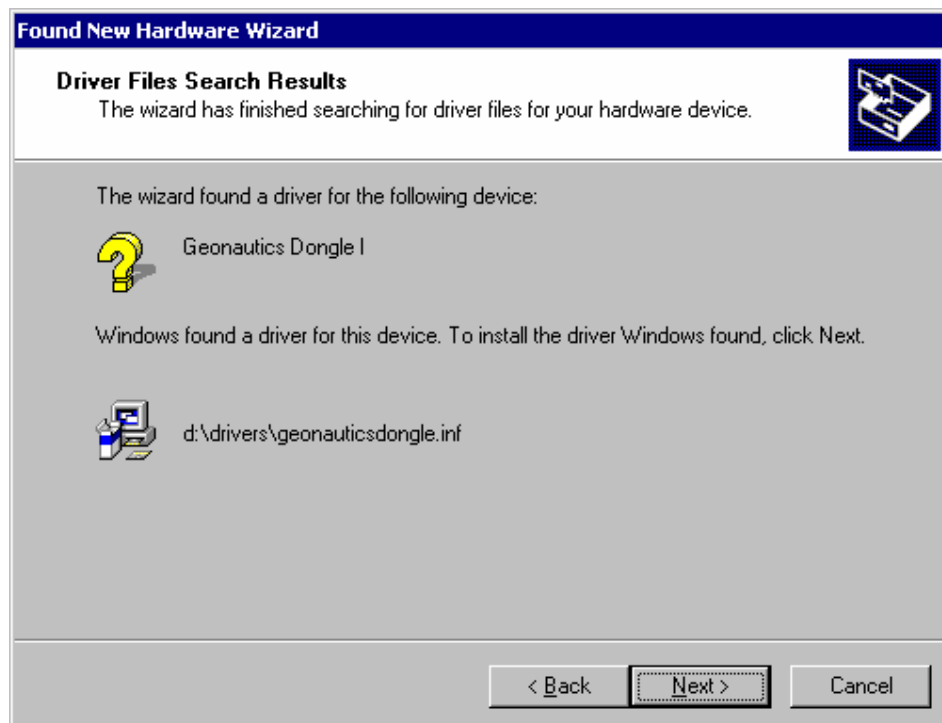 Found New Hardware Wizard
Driver Files Search Results
The wizard has finished searching for driver files for your hardware device.
The wizard found a driver for the following device:
Geonautics Dongle I
Windows found a driver for this device. To install the driver Windows found, click Next.
d:\drivers\geonauticsdongle.inf
< Back
Next >
Cancel